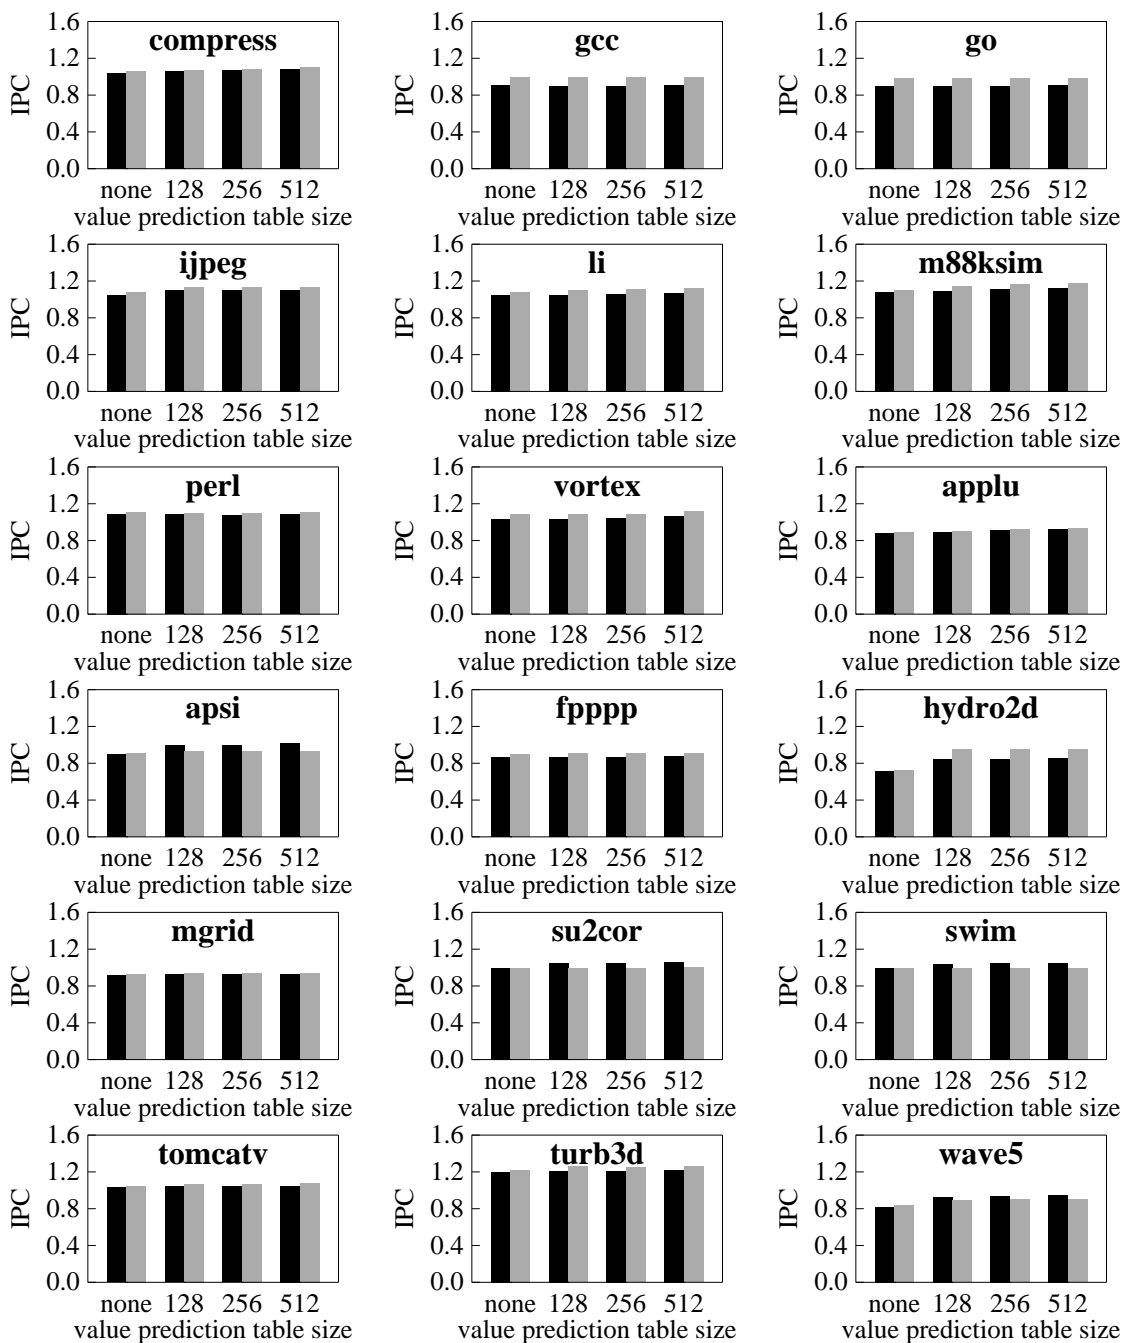 1.6 1.6 1.6
compress gcc go
1.2 1.2 1.2
IPC IPC IPC
0.8 0.8 0.8
0.4 0.4 0.4
0.0 0.0 0.0
none 128 256 512 none 128 256 512 none 128 256 512
value prediction table size value prediction table size value prediction table size
1.6 1.6 1.6
ijpeg li m88ksim
1.2 1.2 1.2
IPC IPC IPC
0.8 0.8 0.8
0.4 0.4 0.4
0.0 0.0 0.0
none 128 256 512 none 128 256 512 none 128 256 512
value prediction table size value prediction table size value prediction table size
1.6 1.6 1.6
perl vortex applu
1.2 1.2 1.2
IPC IPC IPC
0.8 0.8 0.8
0.4 0.4 0.4
0.0 0.0 0.0
none 128 256 512 none 128 256 512 none 128 256 512
value prediction table size value prediction table size value prediction table size
1.6 1.6 1.6
apsi fpppp hydro2d
1.2 1.2 1.2
IPC IPC IPC
0.8 0.8 0.8
0.4 0.4 0.4
0.0 0.0 0.0
none 128 256 512 none 128 256 512 none 128 256 512
value prediction table size value prediction table size value prediction table size
1.6 1.6 1.6
mgrid su2cor swim
1.2 1.2 1.2
IPC IPC IPC
0.8 0.8 0.8
0.4 0.4 0.4
0.0 0.0 0.0
none 128 256 512 none 128 256 512 none 128 256 512
value prediction table size value prediction table size value prediction table size
1.6 1.6 1.6
tomcatv turb3d wave5
1.2 1.2 1.2
IPC IPC IPC
0.8 0.8 0.8
0.4 0.4 0.4
0.0 0.0 0.0
none 128 256 512 none 128 256 512 none 128 256 512
value prediction table size value prediction table size value prediction table size